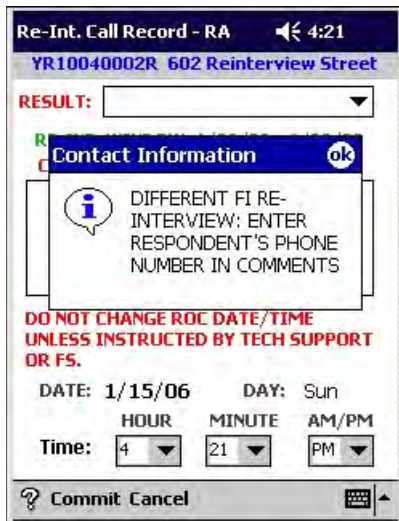 Re-Int. Call Record - RA 4:21
YR10040002R 602 Reinterview Street
RESULT:
Contact Information ok
DIFFERENT FI RE-
INTERVIEW: ENTER
RESPONDENT'S PHONE
NUMBER IN COMMENTS
DO NOT CHANGE ROC DATE/TIME
UNLESS INSTRUCTED BY TECH SUPPORT
OR FS.
DATE: 1/15/06 DAY: Sun
HOUR MINUTE AM/PM
Time: 4 21 PM
? Commit Cancel